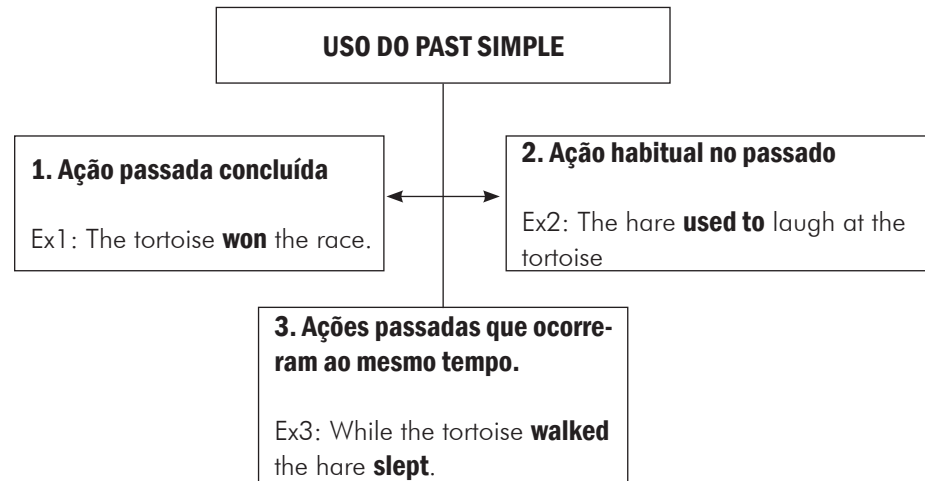 USO DO PAST SIMPLE
1. Ação passada concluída
Ex1: The tortoise won the race.
2. Ação habitual no passado
Ex2: The hare used to laugh at the
tortoise
3. Ações passadas que ocorre-
ram ao mesmo tempo.
Ex3: While the tortoise walked
the hare slept.